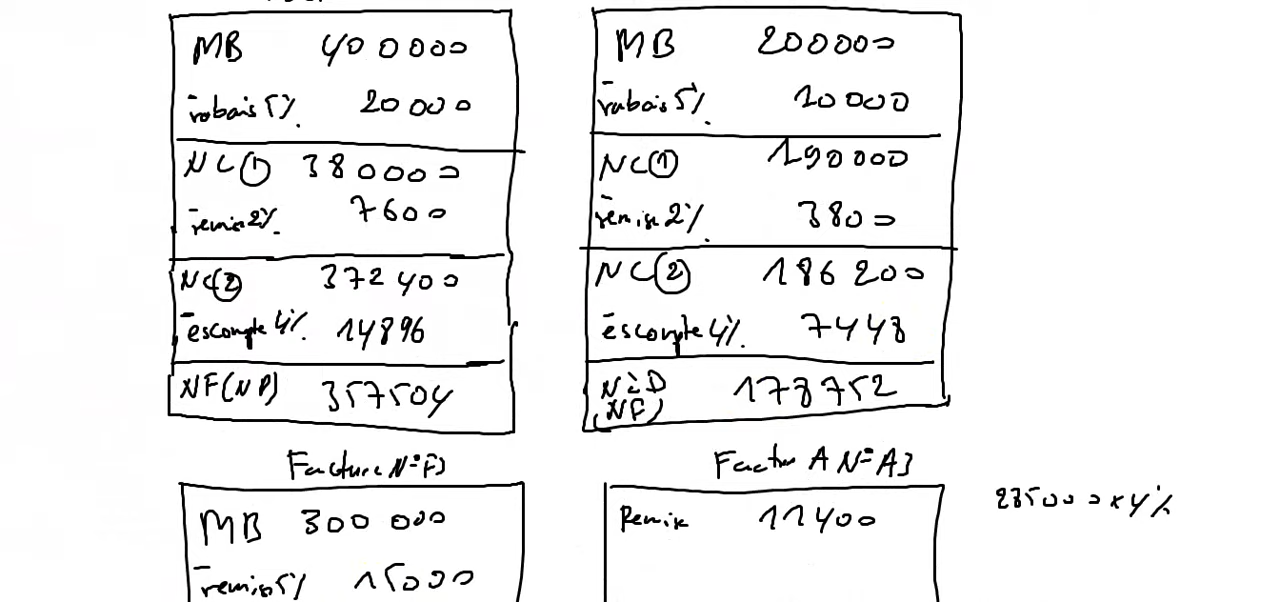 MB 400000
- rabais 5% 20000
NC① 380000
- remise 2% 7600
NC② 372400
- escompte 4% 14896
NF(NP) 357504
MB 200000
- rabais 5% 10000
NC① 190000
- remise 2% 3800
NC② 186200
- escompte 4% 7448
N à D 178752
(NF)
Facture N° F3
MB 300 000
- remise 5% 15000
Facture A N° A3
Remise 11400
285000 x 4%